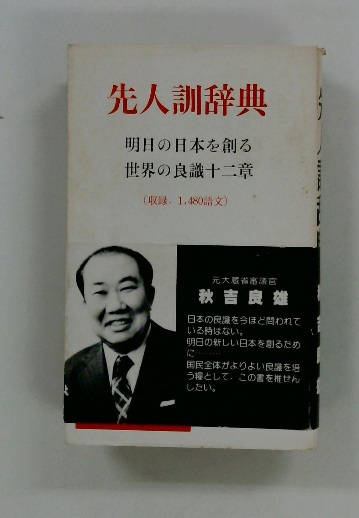 先人訓辞典
明日の日本を創る
世界の良識十二章
（収録．1,480語文）
元大蔵省審議官
秋吉良雄
日本の良識を今ほど問われて
いる時はない。
明日の新しい日本を創るため
に………
国民全体がよりよい良識を培
う糧として、この書を推せん
したい。